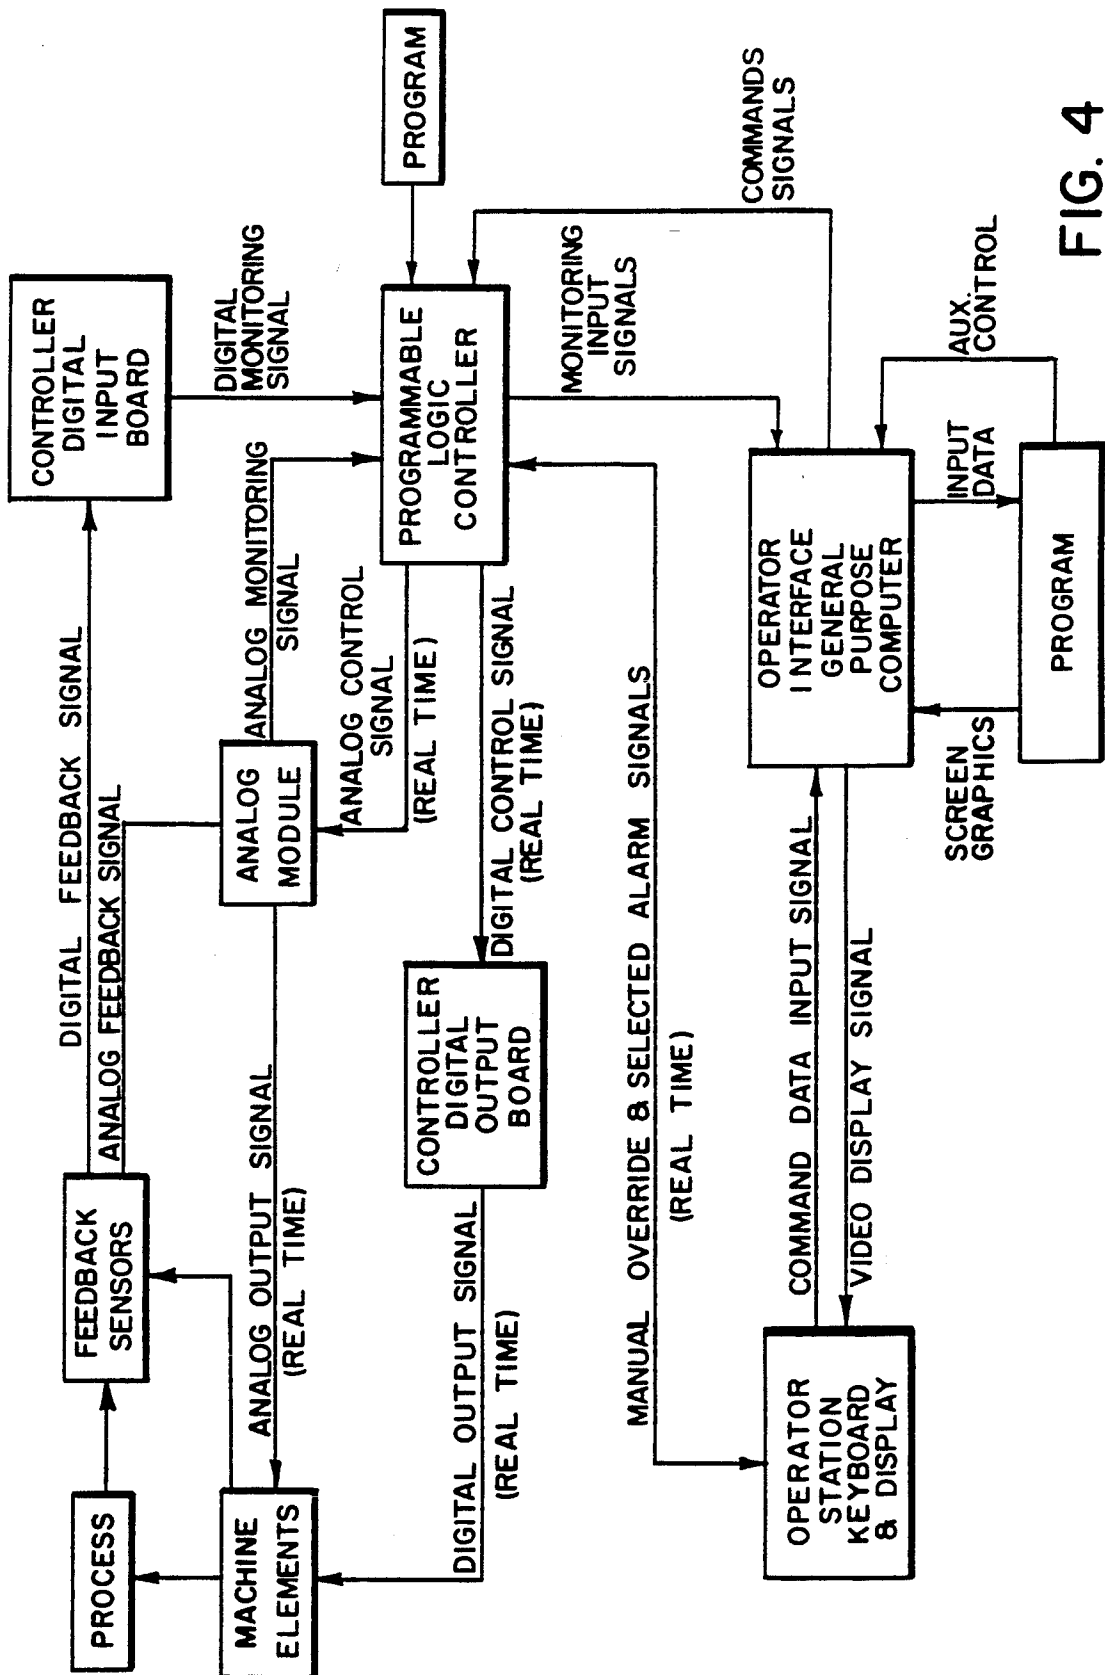 PROCESS
FEEDBACK
SENSORS
DIGITAL FEEDBACK SIGNAL
ANALOG FEEDBACK SIGNAL
CONTROLLER
DIGITAL
INPUT
BOARD
MACHINE
ELEMENTS
ANALOG OUTPUT SIGNAL
(REAL TIME)
ANALOG
MODULE
ANALOG MONITORING
SIGNAL
DIGITAL
MONITORING
SIGNAL
ANALOG CONTROL
SIGNAL
(REAL TIME)
PROGRAMMABLE
LOGIC
CONTROLLER
PROGRAM
DIGITAL OUTPUT SIGNAL
(REAL TIME)
CONTROLLER
DIGITAL
OUTPUT
BOARD
DIGITAL CONTROL SIGNAL
(REAL TIME)
MONITORING
INPUT
SIGNALS
COMMANDS
SIGNALS
MANUAL OVERRIDE & SELECTED ALARM SIGNALS
(REAL TIME)
OPERATOR
STATION
KEYBOARD
& DISPLAY
COMMAND DATA INPUT SIGNAL
VIDEO DISPLAY SIGNAL
OPERATOR
INTERFACE
GENERAL
PURPOSE
COMPUTER
SCREEN
GRAPHICS
INPUT
DATA
AUX.
CONTROL
PROGRAM
FIG. 4